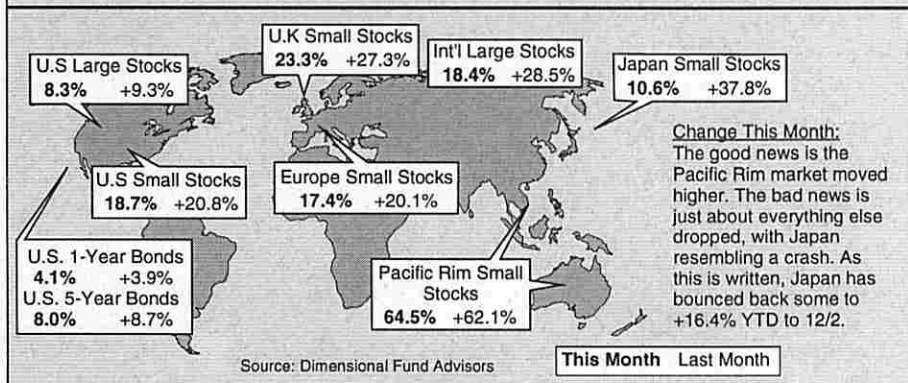 U.K Small Stocks
23.3% +27.3%
Int'l Large Stocks
18.4% +28.5%
U.S Large Stocks
8.3% +9.3%
Japan Small Stocks
10.6% +37.8%
U.S Small Stocks
18.7% +20.8%
Europe Small Stocks
17.4% +20.1%
U.S. 1-Year Bonds
4.1% +3.9%
U.S. 5-Year Bonds
8.0% +8.7%
Pacific Rim Small
Stocks
64.5% +62.1%
Change This Month:
The good news is the
Pacific Rim market moved
higher. The bad news is
just about everything else
dropped, with Japan
resembling a crash. As
this is written, Japan has
bounced back some to
+16.4% YTD to 12/2.
Source: Dimensional Fund Advisors
This Month Last Month